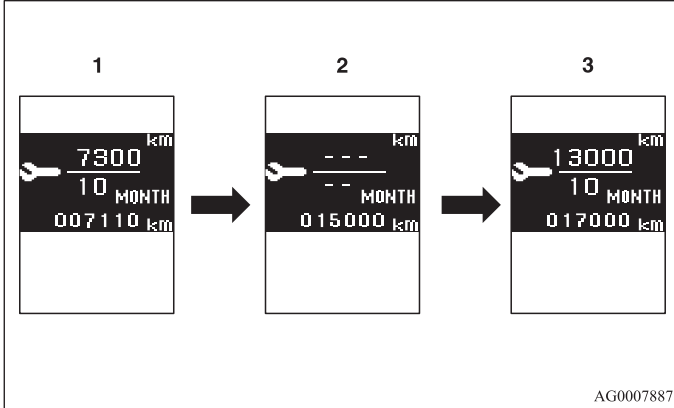 1
km
7300
10 MONTH
007110 km
2
km
- - -
- - MONTH
015000 km
3
km
13000
10 MONTH
017000 km
AG0007887